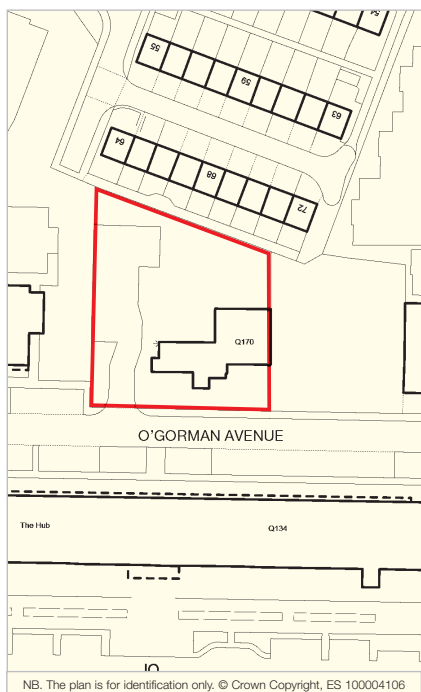 54
55
59
63
64
68
72
Q170
O'GORMAN AVENUE
The Hub
Q134
NB. The plan is for identification only. © Crown Copyright, ES 100004106